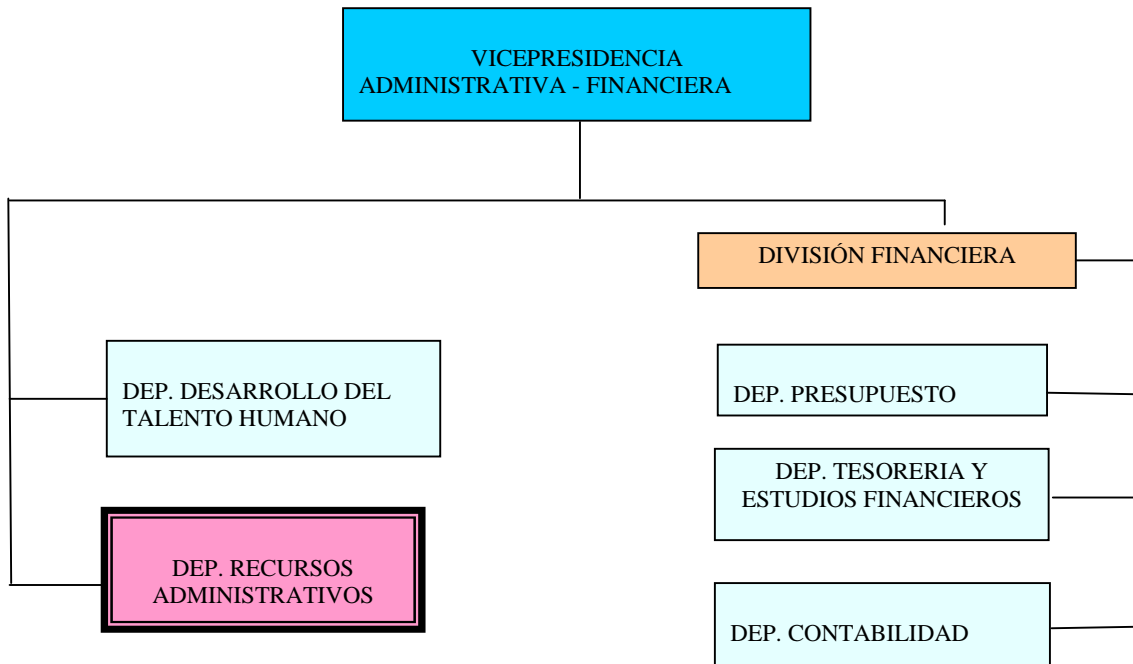 VICEPRESIDENCIA
ADMINISTRATIVA - FINANCIERA
DIVISIÓN FINANCIERA
DEP. DESARROLLO DEL
TALENTO HUMANO
DEP. PRESUPUESTO
DEP. TESORERIA Y
ESTUDIOS FINANCIEROS
DEP. RECURSOS
ADMINISTRATIVOS
DEP. CONTABILIDAD